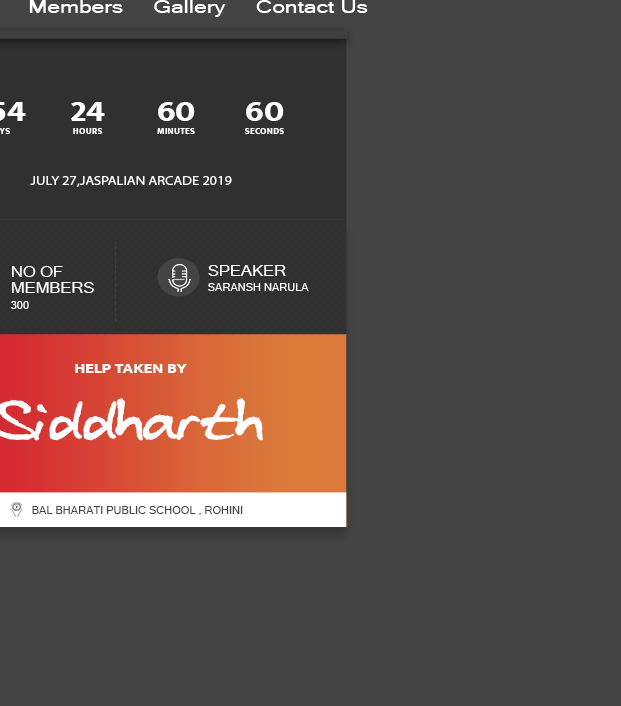 Members Gallery Contact Us
54 24 60 60
YS HOURS MINUTES SECONDS
JULY 27,JASPALIAN ARCADE 2019
NO OF
MEMBERS
300
SPEAKER
SARANSH NARULA
HELP TAKEN BY
Siddharth
BAL BHARATI PUBLIC SCHOOL , ROHINI